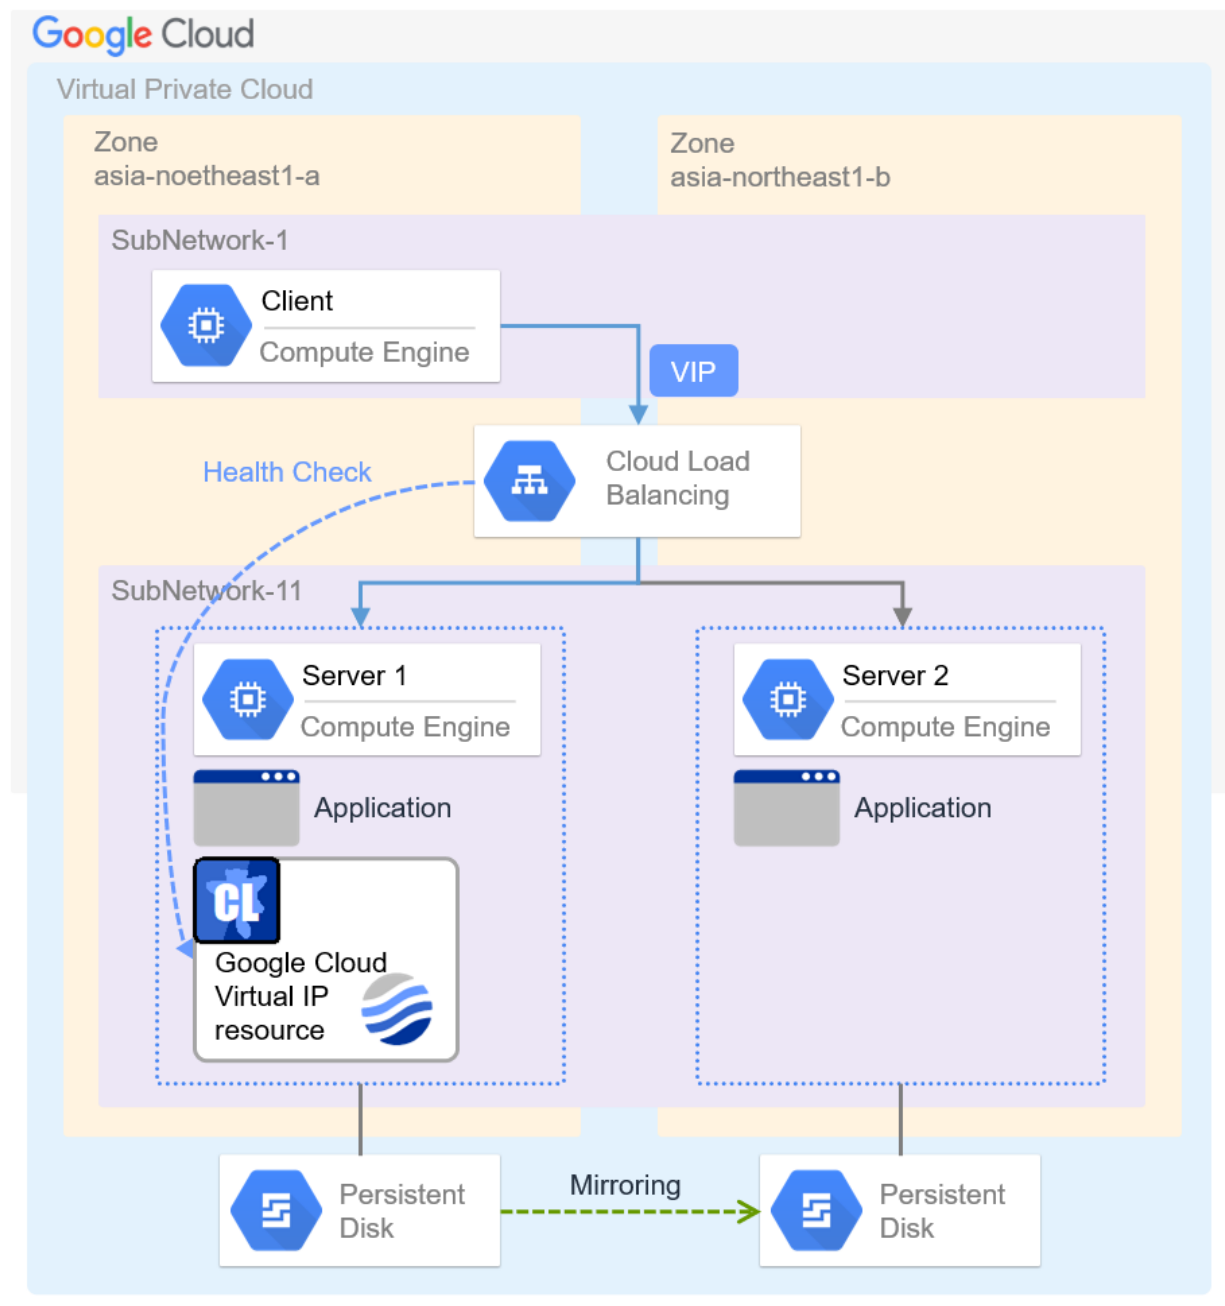 Google Cloud
Virtual Private Cloud
Zone
asia-noetheast1-a
Zone
asia-northeast1-b
SubNetwork-1
Client
Compute Engine
VIP
Health Check
Cloud Load
Balancing
SubNetwork-11
Server 1
Compute Engine
Server 2
Compute Engine
Application
Application
CL
Google Cloud
Virtual IP
resource
Persistent
Disk
Mirroring
Persistent
Disk